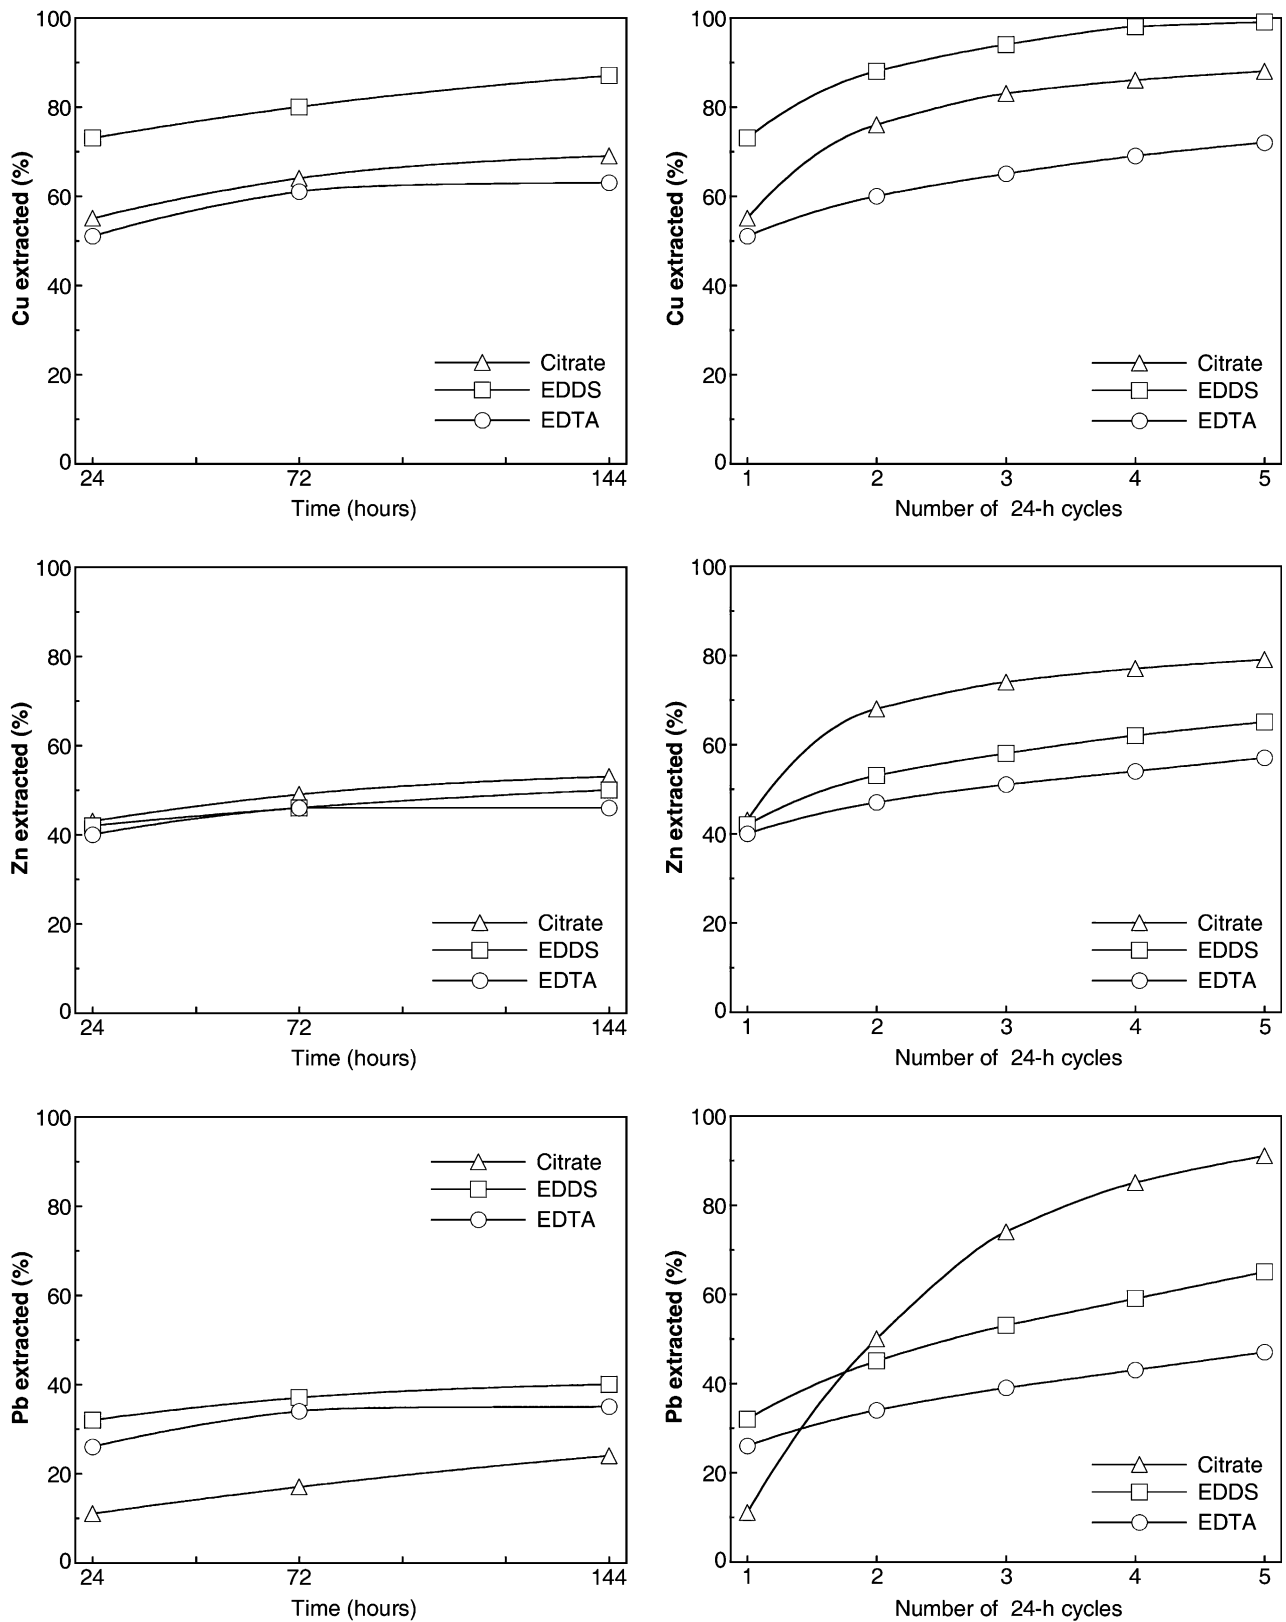 100
80
60
40
20
0
Cu extracted (%)
Citrate
EDDS
EDTA
24 72 144
Time (hours)
100
80
60
40
20
0
Cu extracted (%)
Citrate
EDDS
EDTA
1 2 3 4 5
Number of 24-h cycles
100
80
60
40
20
0
Zn extracted (%)
Citrate
EDDS
EDTA
24 72 144
Time (hours)
100
80
60
40
20
0
Zn extracted (%)
Citrate
EDDS
EDTA
1 2 3 4 5
Number of 24-h cycles
100
80
60
40
20
0
Pb extracted (%)
Citrate
EDDS
EDTA
24 72 144
Time (hours)
100
80
60
40
20
0
Pb extracted (%)
Citrate
EDDS
EDTA
1 2 3 4 5
Number of 24-h cycles